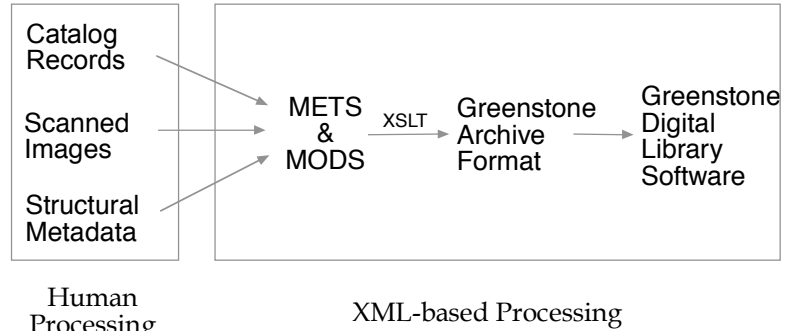 Catalog
Records
Scanned
Images
Structural
Metadata
METS
&
MODS
XSLT
Greenstone
Archive
Format
Greenstone
Digital
Library
Software
Human
Processing
XML-based Processing